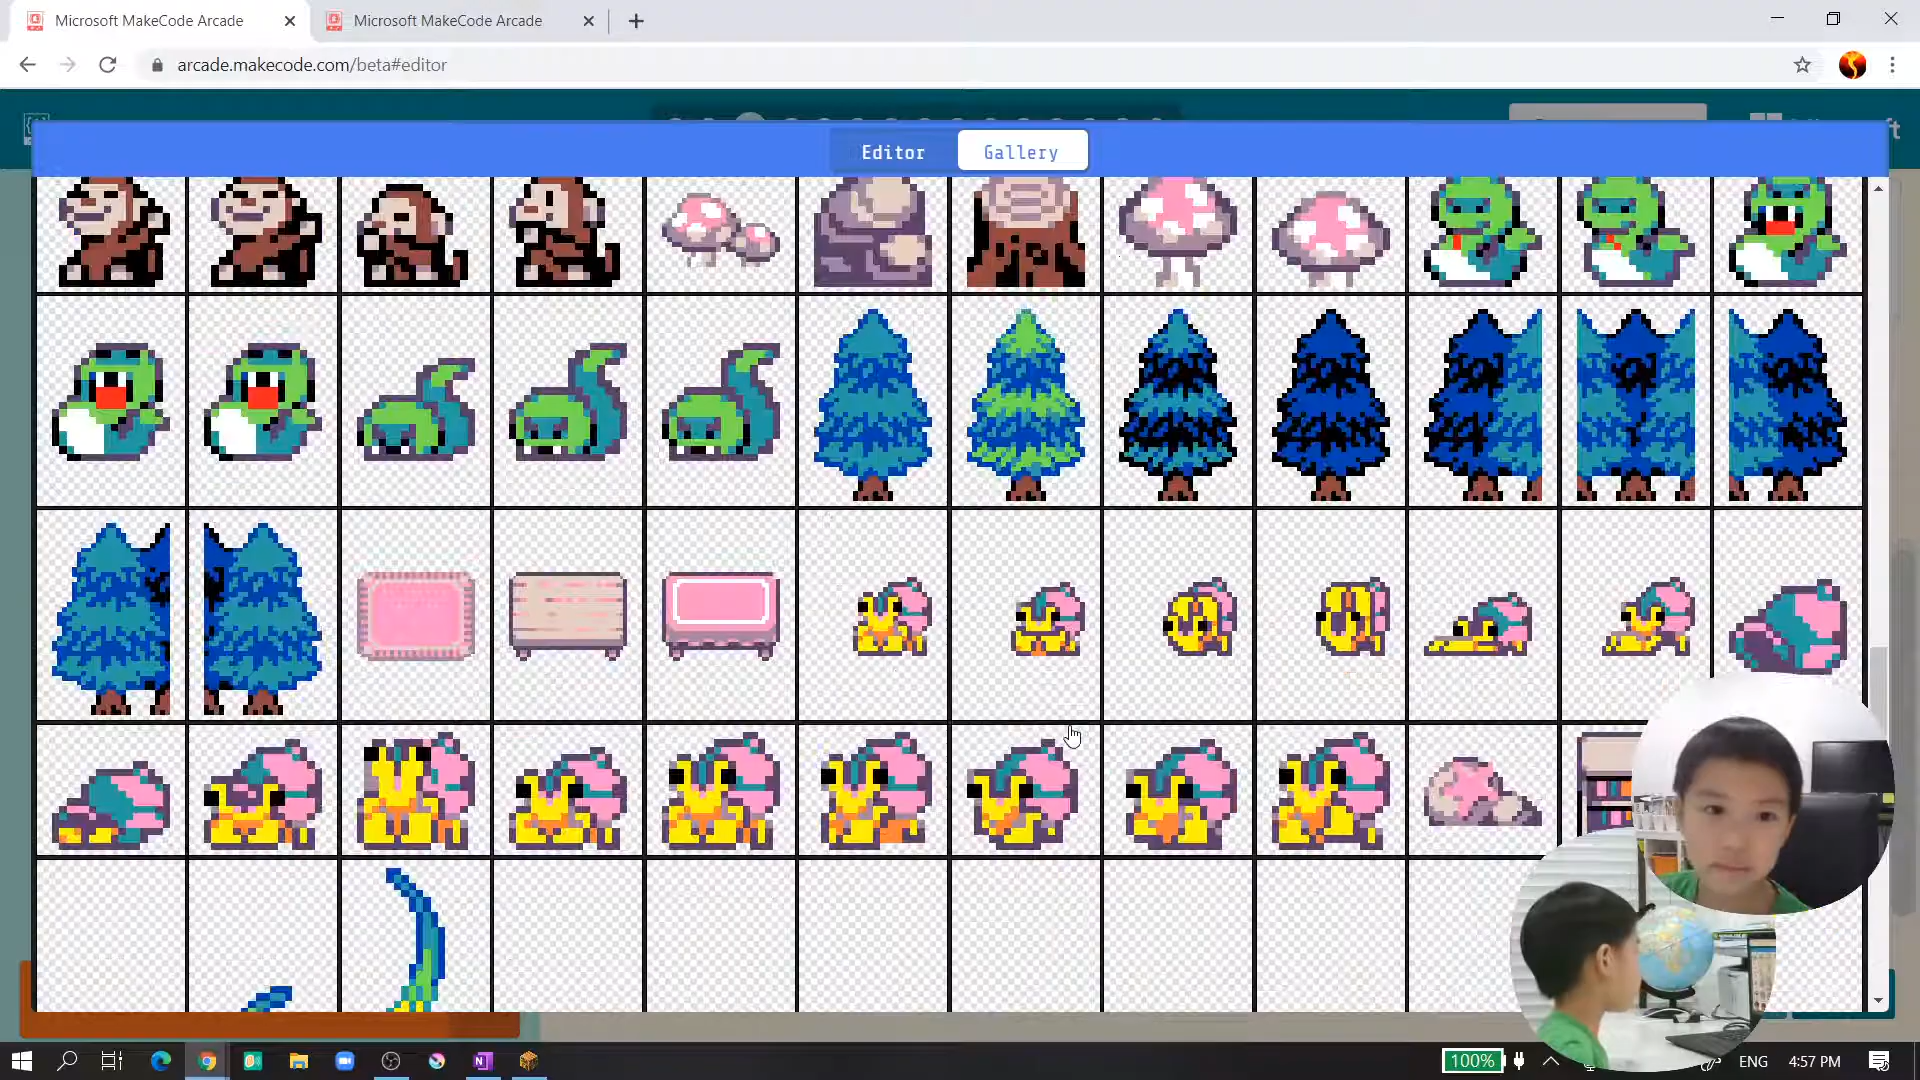 Microsoft MakeCode Arcade
Microsoft MakeCode Arcade
arcade.makecode.com/beta#editor
Editor
Gallery
100%
ENG
4:57 PM